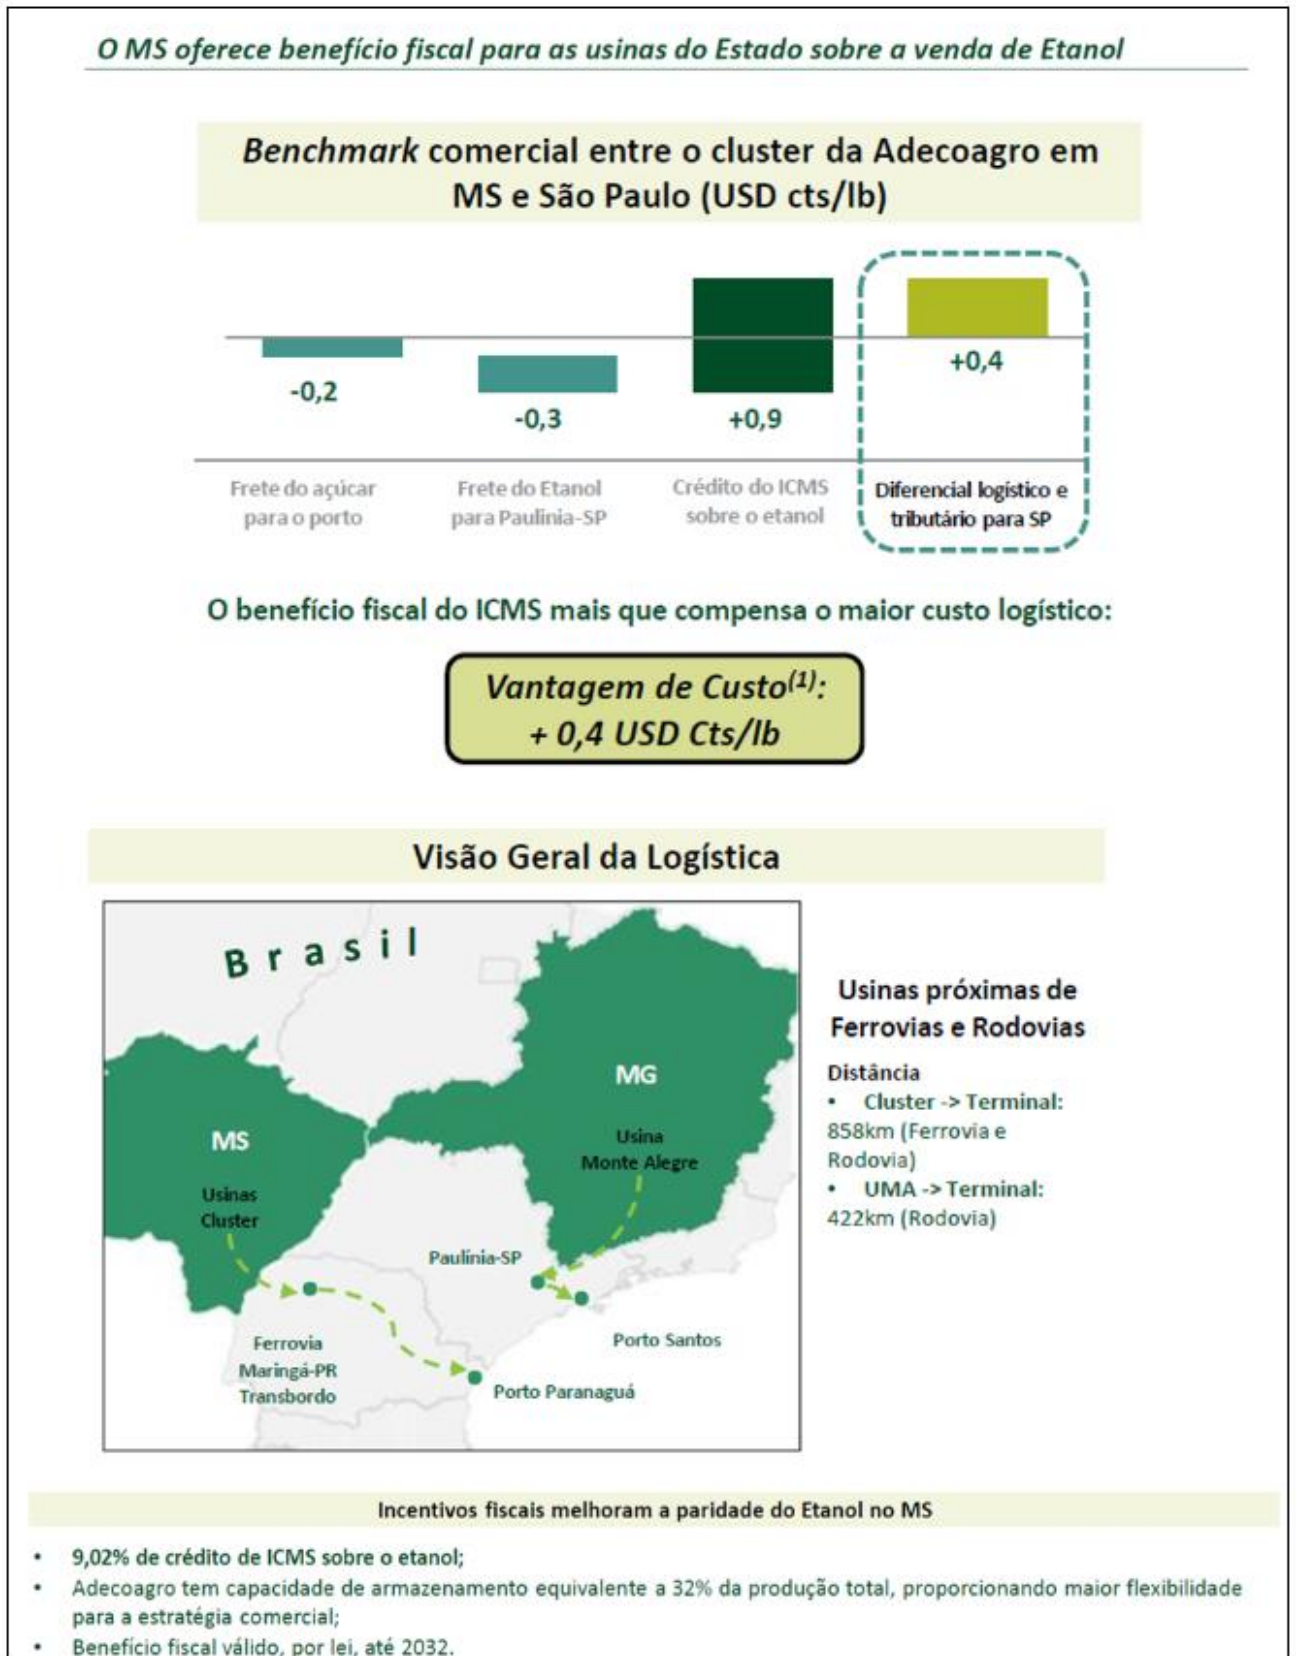 O MS oferece benefício fiscal para as usinas do Estado sobre a venda de Etanol
Benchmark comercial entre o cluster da Adecoagro em
MS e São Paulo (USD cts/lb)
-0,2
-0,3
+0,9
+0,4
Frete do açúcar
para o porto
Frete do Etanol
para Paulinia-SP
Crédito do ICMS
sobre o etanol
Diferencial logístico e
tributário para SP
O benefício fiscal do ICMS mais que compensa o maior custo logístico:
Vantagem de Custo(1):
+ 0,4 USD Cts/lb
Visão Geral da Logística
Brasil
MG
MS
Usina
Monte Alegre
Usinas
Cluster
Paulínia-SP
Ferrovia
Maringá-PR
Transbordo
Porto Santos
Porto Paranaguá
Usinas próximas de
Ferrovias e Rodovias
Distância
• Cluster -> Terminal:
858km (Ferrovia e
Rodovia)
• UMA -> Terminal:
422km (Rodovia)
Incentivos fiscais melhoram a paridade do Etanol no MS
• 9,02% de crédito de ICMS sobre o etanol;
• Adecoagro tem capacidade de armazenamento equivalente a 32% da produção total, proporcionando maior flexibilidade
para a estratégia comercial;
• Benefício fiscal válido, por lei, até 2032.